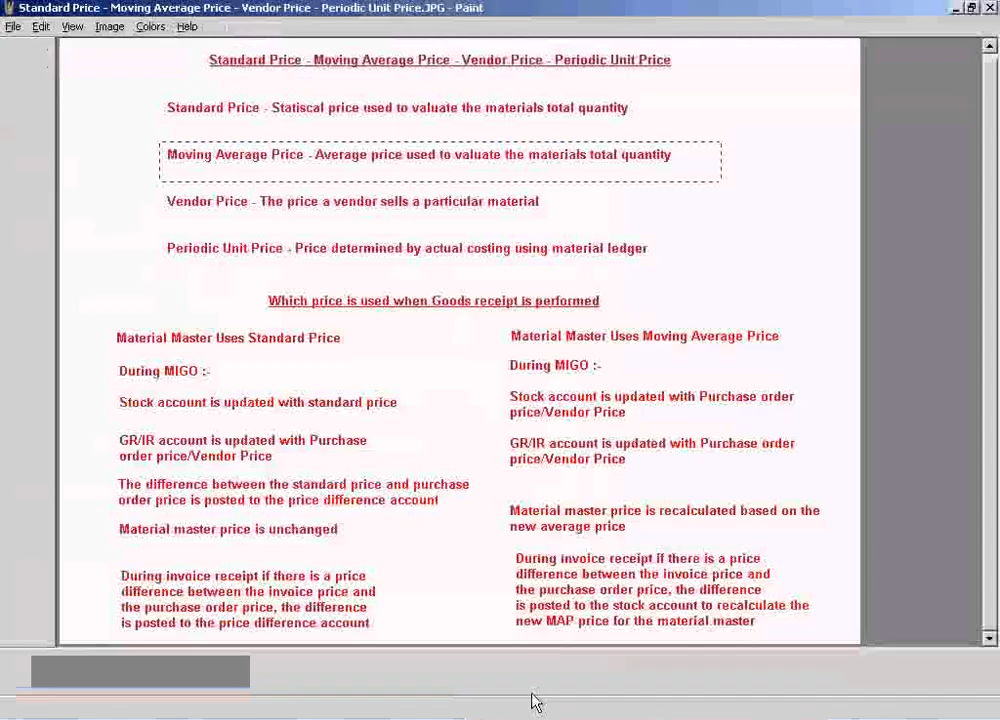 Standard Price - Moving Average Price - Vendor Price - Periodic Unit Price.JPG - Paint
File Edit View Image Colors Help
Standard Price - Moving Average Price - Vendor Price - Periodic Unit Price
Standard Price - Statiscal price used to valuate the materials total quantity
Moving Average Price - Average price used to valuate the materials total quantity
Vendor Price - The price a vendor sells a particular material
Periodic Unit Price - Price determined by actual costing using material ledger
Which price is used when Goods receipt is performed
Material Master Uses Standard Price
During MIGO :-
Stock account is updated with standard price
GR/IR account is updated with Purchase
order price/Vendor Price
The difference between the standard price and purchase
order price is posted to the price difference account
Material master price is unchanged
During invoice receipt if there is a price
difference between the invoice price and
the purchase order price, the difference
is posted to the price difference account
Material Master Uses Moving Average Price
During MIGO :-
Stock account is updated with Purchase order
price/Vendor Price
GR/IR account is updated with Purchase order
price/Vendor Price
Material master price is recalculated based on the
new average price
During invoice receipt if there is a price
difference between the invoice price and
the purchase order price, the difference
is posted to the stock account to recalculate the
new MAP price for the material master